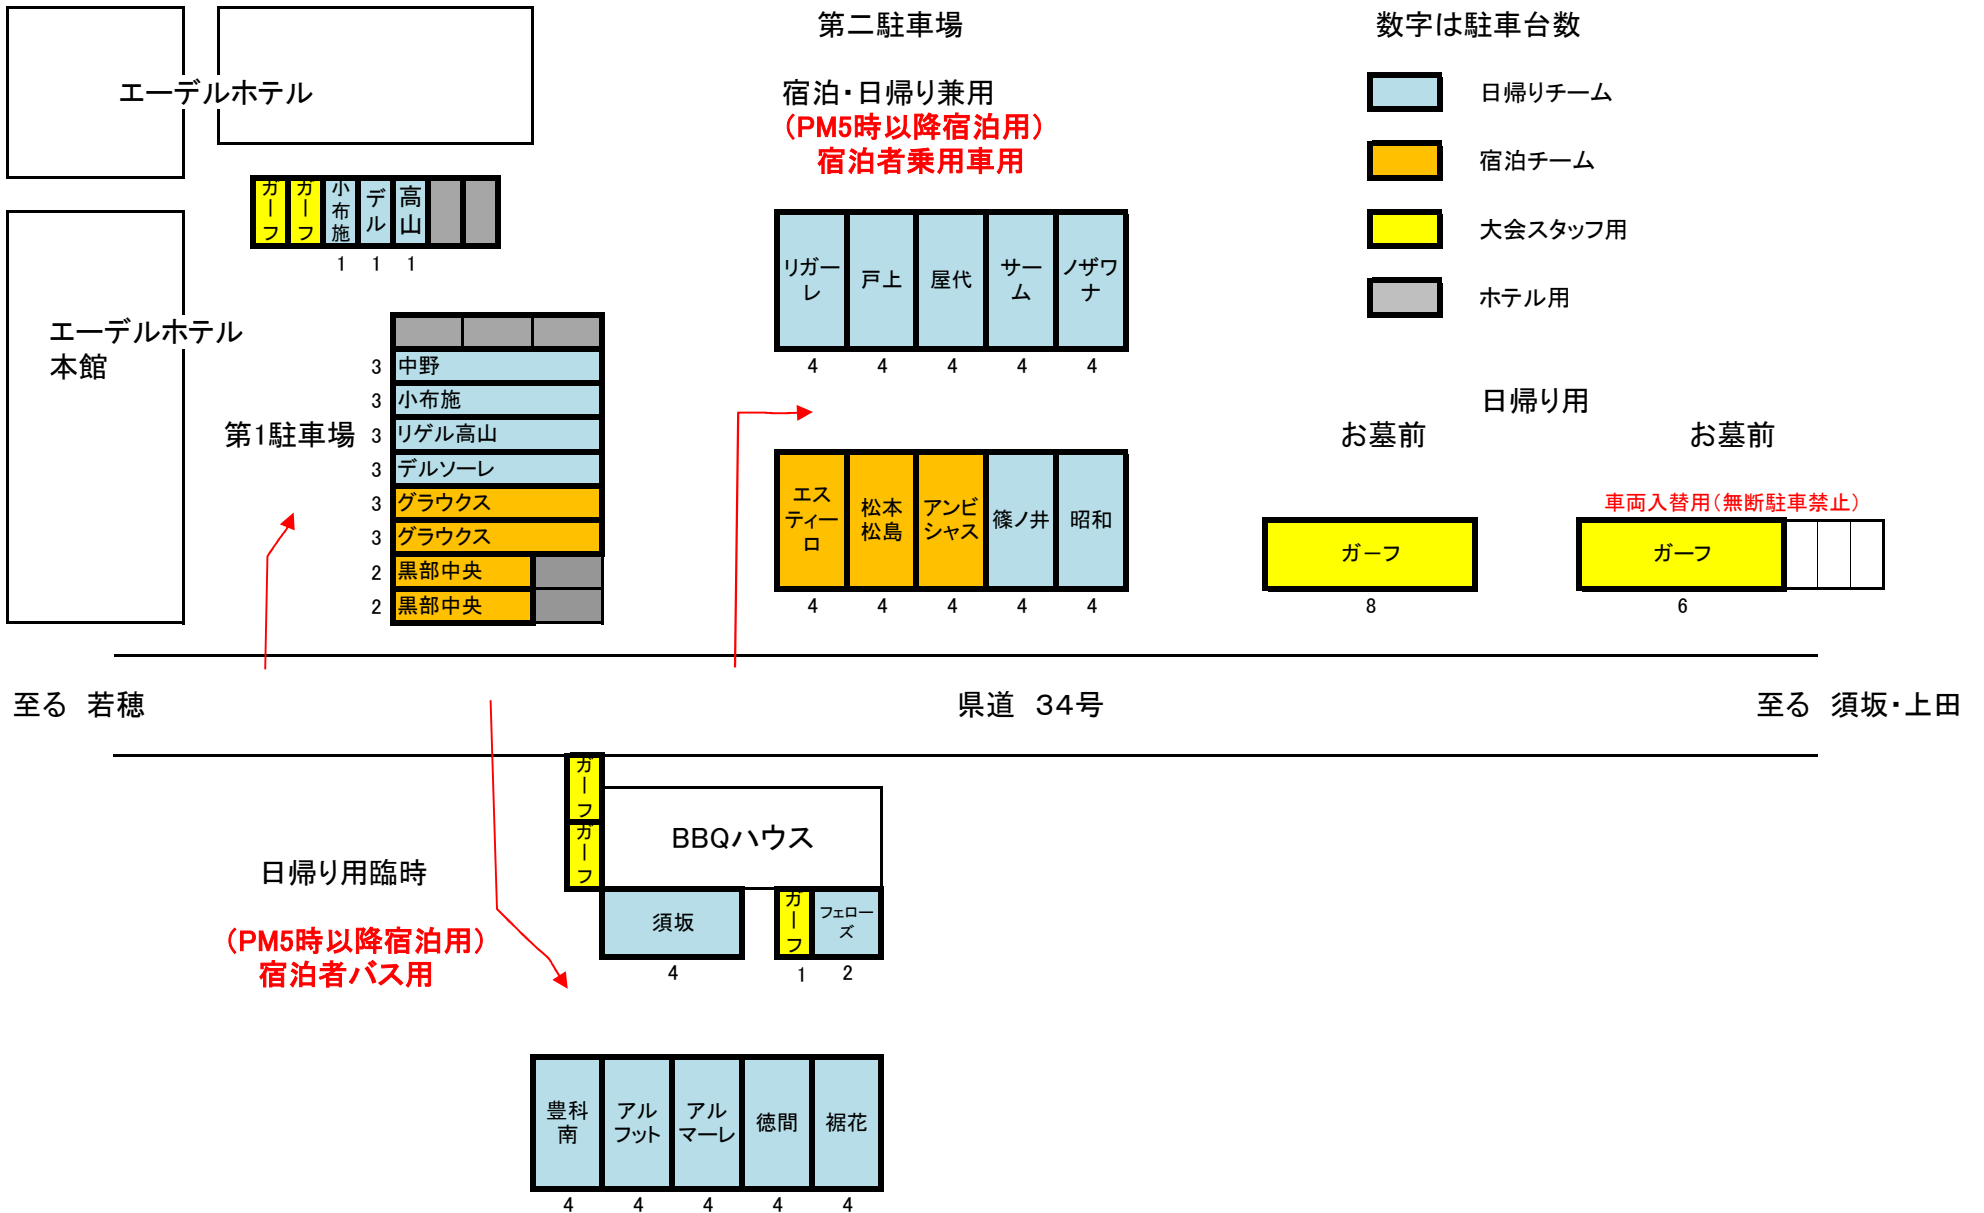 第二駐車場
数字は駐車台数
エーデルホテル
宿泊・日帰り兼用
（PM5時以降宿泊用）
宿泊者乗用車用
日帰りチーム
宿泊チーム
大会スタッフ用
ホテル用
ガーフ
ガーフ
小布施
デル
高山
1 1 1
リガーレ
戸上
屋代
サーム
ノザワナ
4 4 4 4 4
エーデルホテル
本館
第1駐車場
3 中野
3 小布施
3 リゲル高山
3 デルソーレ
3 グラウクス
3 グラウクス
2 黒部中央
2 黒部中央
エスティーロ
松本松島
アンビシャス
篠ノ井
昭和
4 4 4 4 4
日帰り用
お墓前
お墓前
車両入替用（無断駐車禁止）
ガーフ
ガーフ
8
6
至る 若穂
県道 34号
至る 須坂・上田
ガーフ
ガーフ
BBQハウス
日帰り用臨時
（PM5時以降宿泊用）
宿泊者バス用
須坂
ガーフ
フェローズ
4 1 2
豊科南
アルフット
アルマーレ
徳間
裾花
4 4 4 4 4